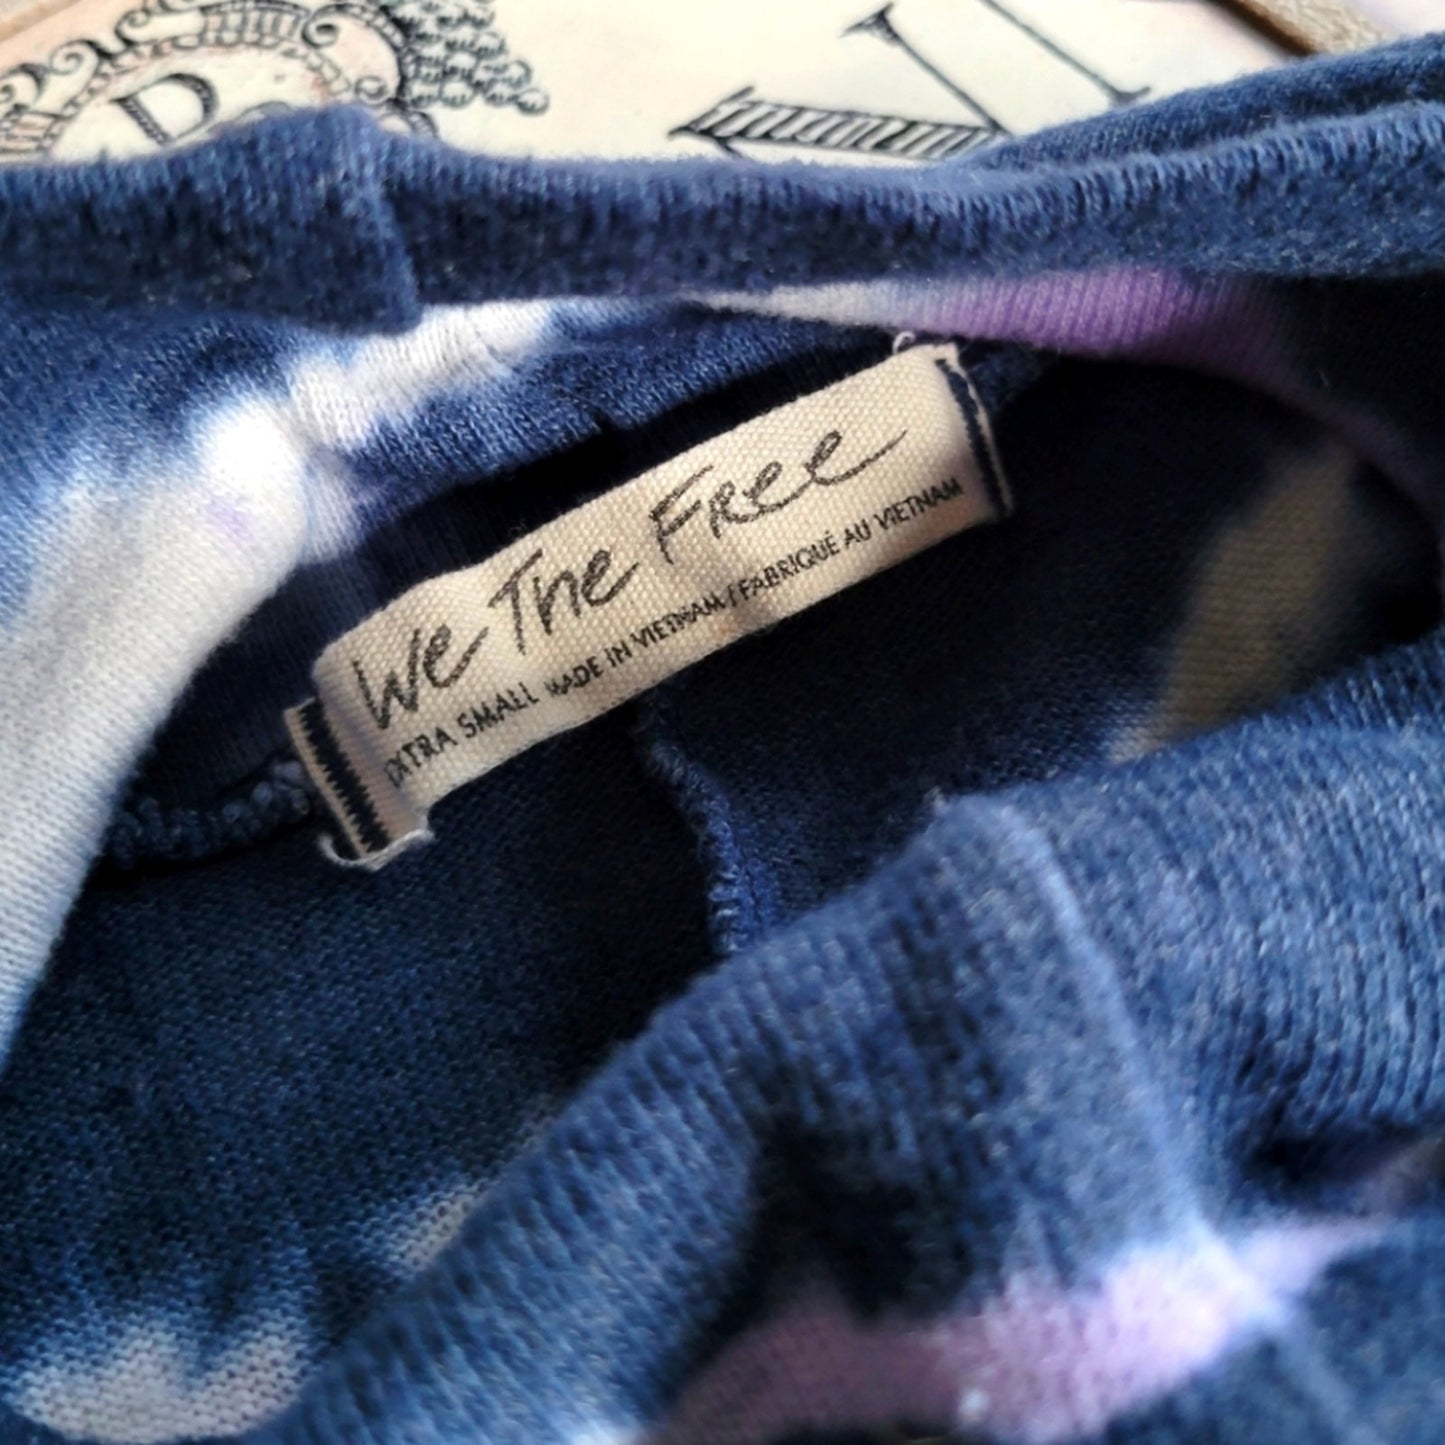 We The Free
EXTRA SMALL MADE IN VIETNAM / FABRIQUÉ AU VIETNAM